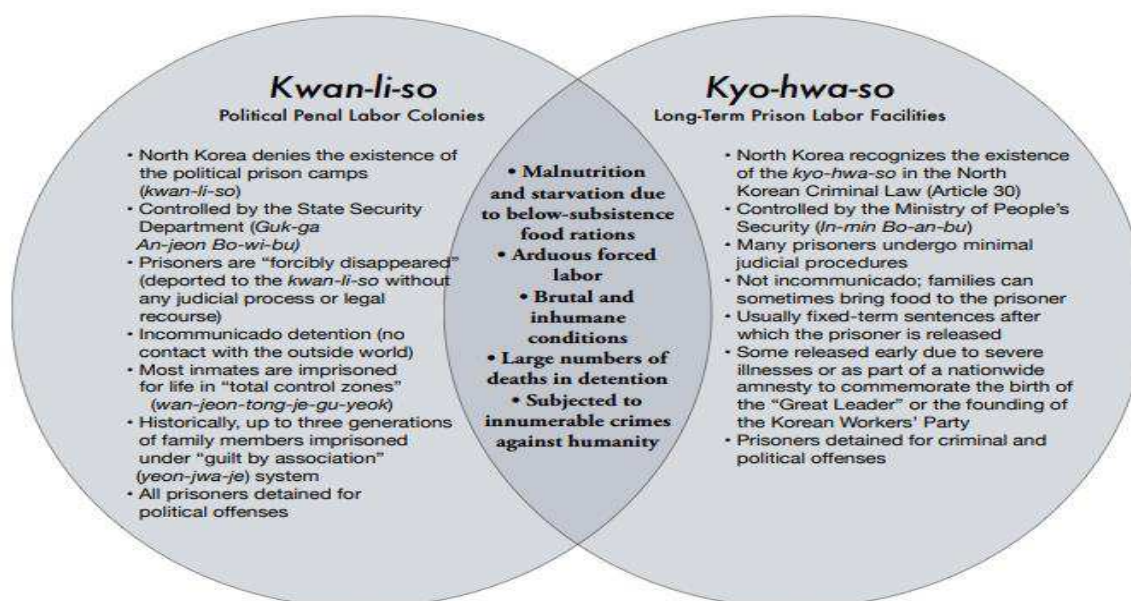 Kwan-li-so
Political Penal Labor Colonies
• North Korea denies the existence of
the political prison camps
(kwan-li-so)
• Controlled by the State Security
Department (Guk-ga
An-jeon Bo-wi-bu)
• Prisoners are “forcibly disappeared”
(deported to the kwan-li-so without
any judicial process or legal
recourse)
• Incommunicado detention (no
contact with the outside world)
• Most inmates are imprisoned
for life in “total control zones”
(wan-jeon-tong-je-gu-yeok)
• Historically, up to three generations
of family members imprisoned
under “guilt by association”
(yeon-jwa-je) system
• All prisoners detained for
political offenses
• Malnutrition
and starvation due
to below-subsistence
food rations
• Arduous forced
labor
• Brutal and
inhumane
conditions
• Large numbers of
deaths in detention
• Subjected to
innumerable crimes
against humanity
Kyo-hwa-so
Long-Term Prison Labor Facilities
• North Korea recognizes the existence
of the kyo-hwa-so in the North
Korean Criminal Law (Article 30)
• Controlled by the Ministry of People’s
Security (In-min Bo-an-bu)
• Many prisoners undergo minimal
judicial procedures
• Not incommunicado; families can
sometimes bring food to the prisoner
• Usually fixed-term sentences after
which the prisoner is released
• Some released early due to severe
illnesses or as part of a nationwide
amnesty to commemorate the birth of
the “Great Leader” or the founding of
the Korean Workers’ Party
• Prisoners detained for criminal and
political offenses